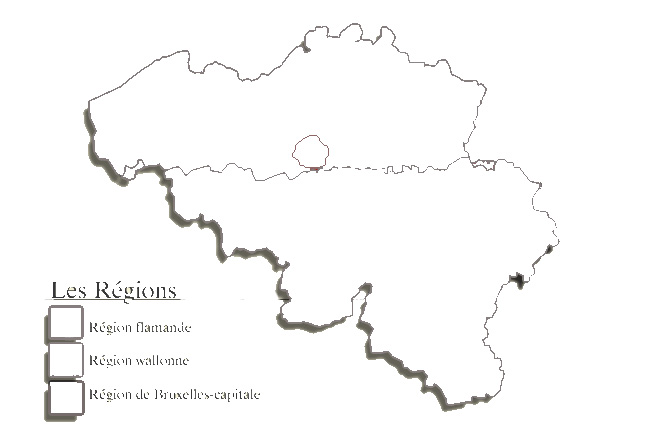 Les Régions
Région flamande
Région wallonne
Région de Bruxelles-capitale